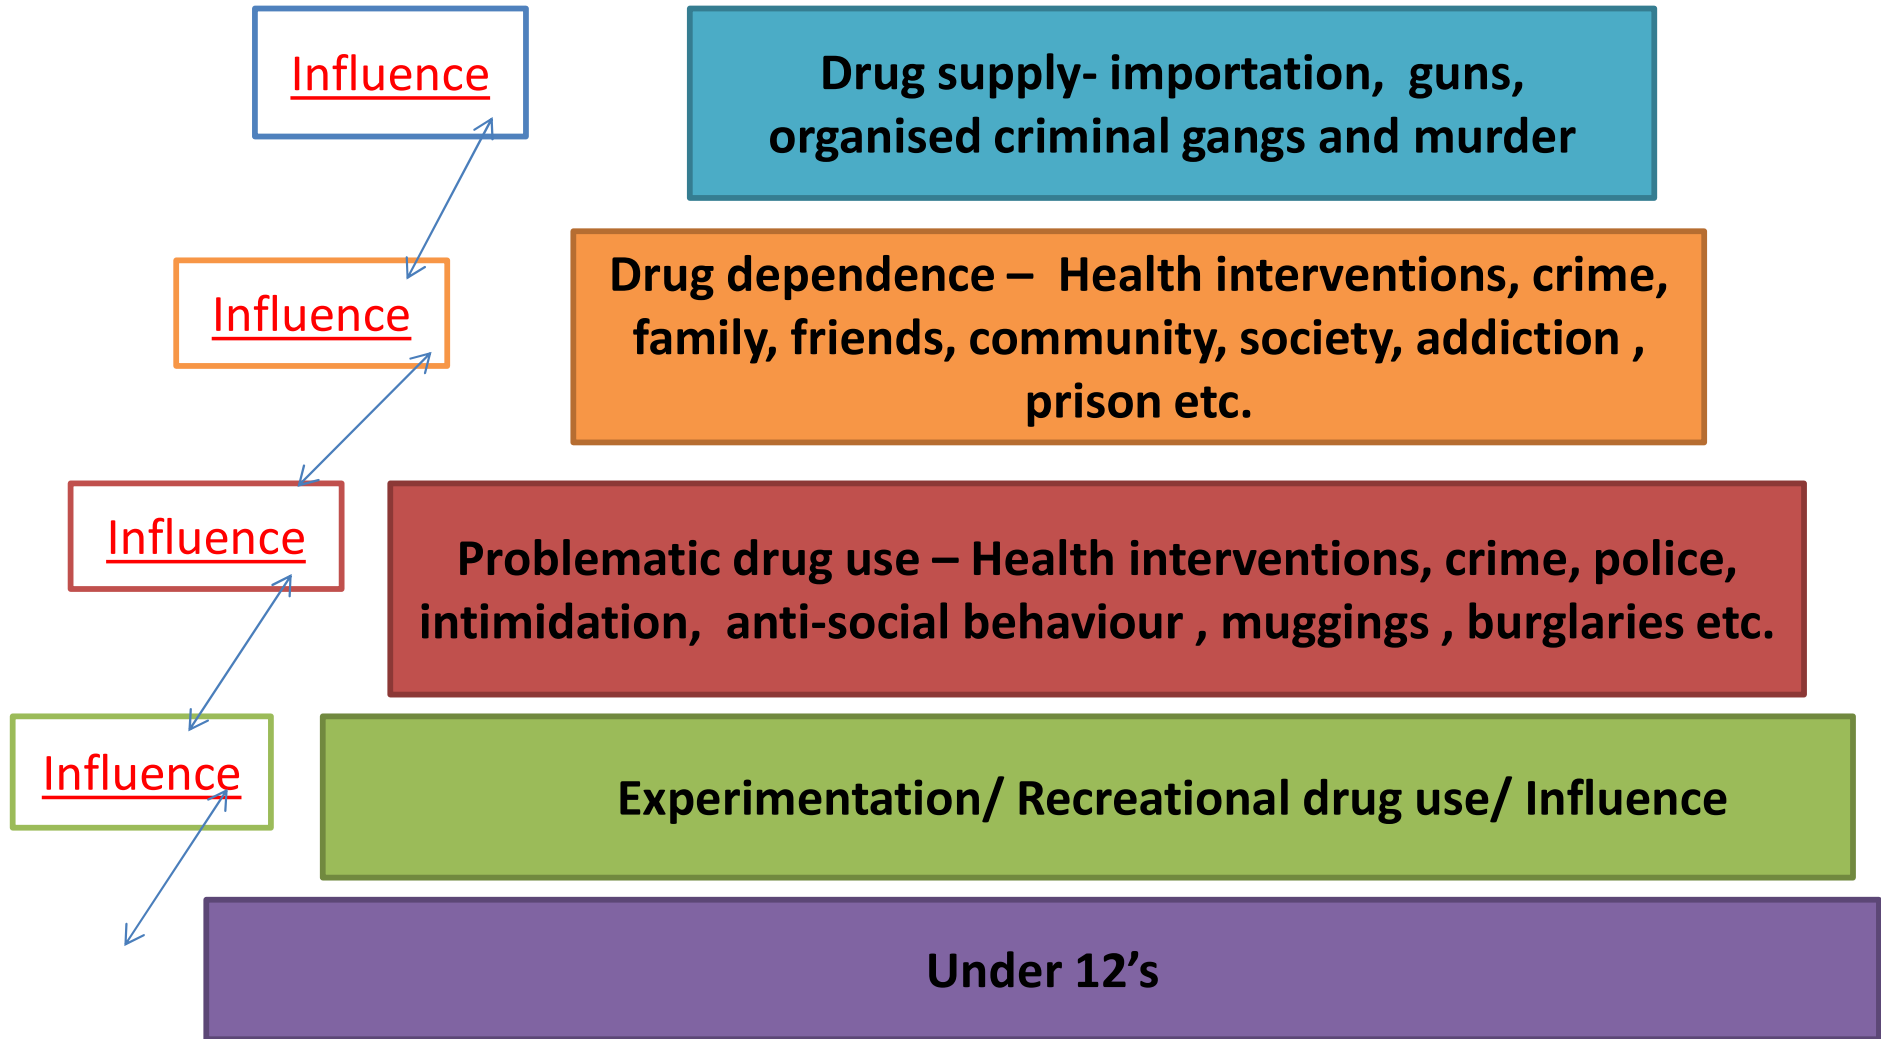 Influence
Drug supply- importation,  guns,
organised criminal gangs and murder
Influence
Drug dependence –  Health interventions, crime,
family, friends, community, society, addiction ,
prison etc.
Influence
Problematic drug use – Health interventions, crime, police,
intimidation,  anti-social behaviour , muggings , burglaries etc.
Influence
Experimentation/ Recreational drug use/ Influence
Under 12’s